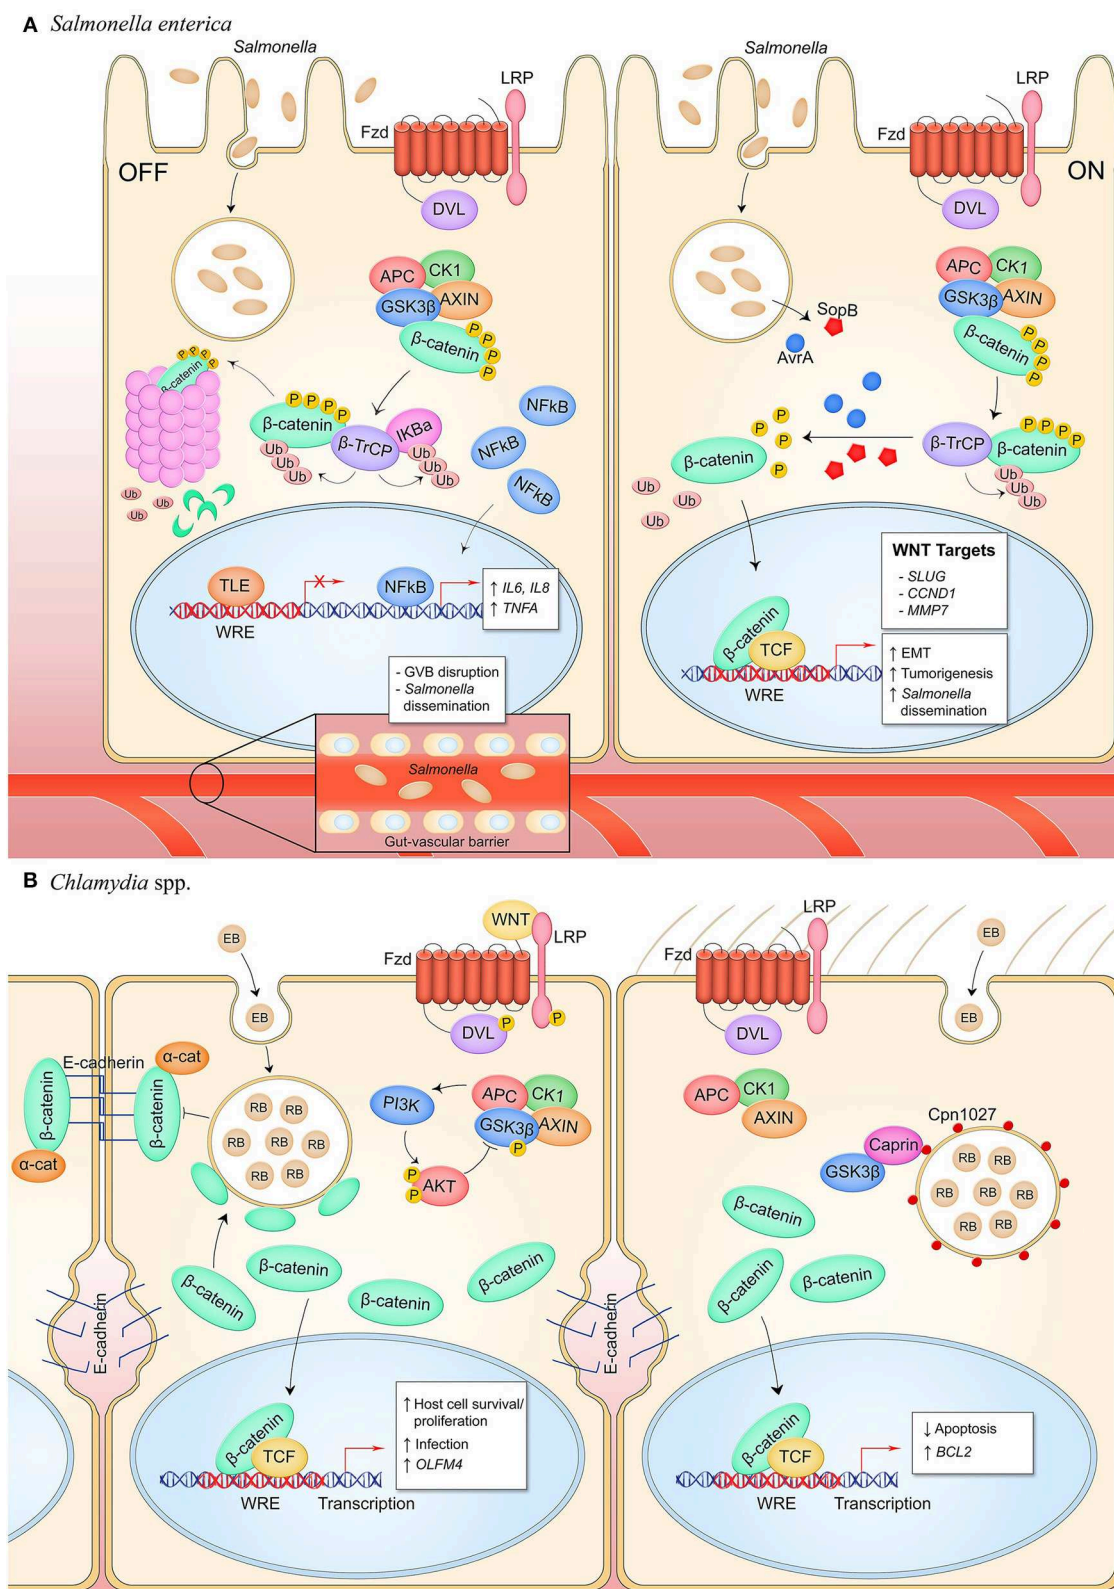 A Salmonella enterica
Salmonella
LRP
Fzd
OFF
DVL
APC
CK1
GSK3β
AXIN
β-catenin
P
P
P
P
β-catenin
P
P
P
P
β-catenin
P
P
P
P
β-TrCP
IKBa
Ub
Ub
Ub
Ub
Ub
Ub
Ub
Ub
Ub
NFkB
NFkB
NFkB
TLE
X
NFkB
WRE
↑ IL6, IL8
↑ TNFA
- GVB disruption
- Salmonella
dissemination
Salmonella
Gut-vascular barrier
Salmonella
LRP
Fzd
ON
DVL
APC
CK1
GSK3β
AXIN
β-catenin
P
P
P
P
SopB
AvrA
β-catenin
P
P
P
P
β-TrCP
β-catenin
P
P
P
P
Ub
Ub
Ub
Ub
Ub
Ub
WNT Targets
- SLUG
- CCND1
- MMP7
β-catenin
TCF
WRE
↑ EMT
↑ Tumorigenesis
↑ Salmonella
dissemination
B Chlamydia spp.
EB
EB
WNT
LRP
Fzd
DVL
P
P
E-cadherin
α-cat
β-catenin
β-catenin
α-cat
RB
RB
RB
RB
RB
RB
RB
PI3K
APC
CK1
GSK3β
AXIN
P
P
P
AKT
β-catenin
β-catenin
β-catenin
β-catenin
E-cadherin
β-catenin
TCF
WRE
Transcription
↑ Host cell survival/
proliferation
↑ Infection
↑ OLFM4
LRP
Fzd
DVL
EB
EB
APC
CK1
AXIN
Cpn1027
Caprin
GSK3β
RB
RB
RB
RB
RB
RB
RB
β-catenin
β-catenin
β-catenin
E-cadherin
β-catenin
TCF
WRE
Transcription
↓ Apoptosis
↑ BCL2